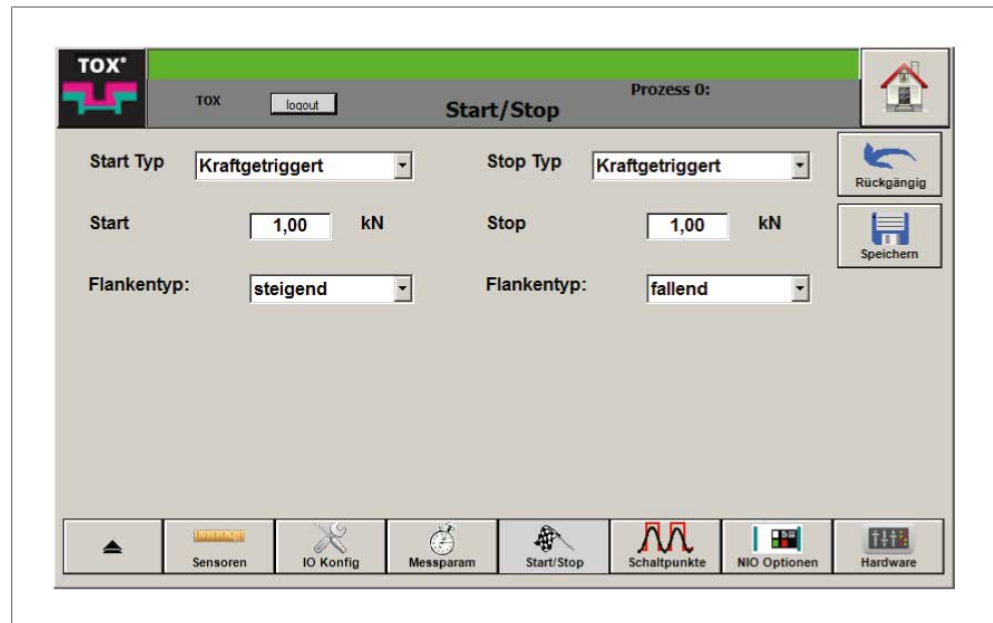 TOX®
TOX logout Start/Stop Prozess 0:
Start Typ Kraftgetriggert Stop Typ Kraftgetriggert
Rückgängig
Start 1,00 kN Stop 1,00 kN
Speichern
Flankentyp: steigend Flankentyp: fallend
Sensoren IO Konfig Messparam Start/Stop Schaltpunkte NIO Optionen Hardware